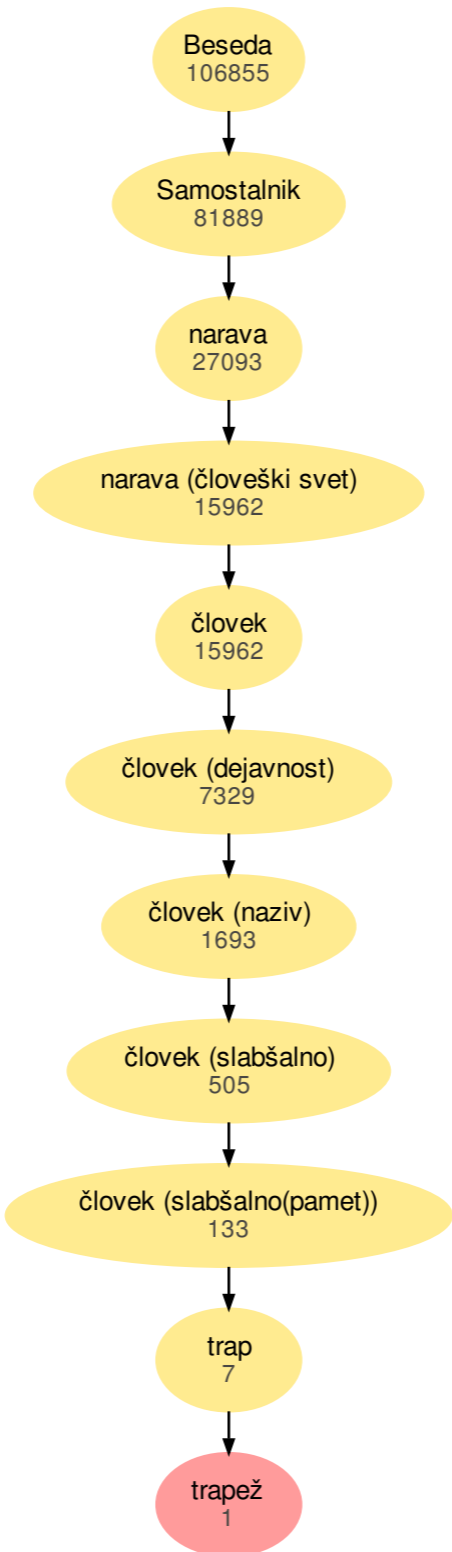 Beseda
106855
Samostalnik
81889
narava
27093
narava (človeški svet)
15962
človek
15962
človek (dejavnost)
7329
človek (naziv)
1693
človek (slabšalno)
505
človek (slabšalno(pamet))
133
trap
7
trapež
1